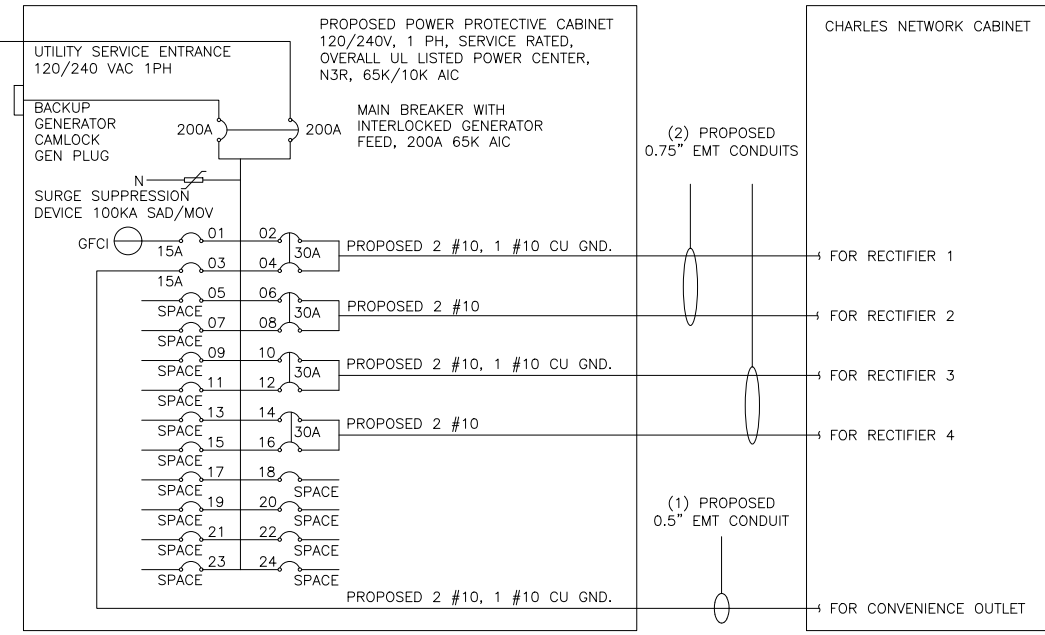 PROPOSED POWER PROTECTIVE CABINET
120/240V, 1 PH, SERVICE RATED,
OVERALL UL LISTED POWER CENTER,
N3R, 65K/10K AIC
CHARLES NETWORK CABINET
UTILITY SERVICE ENTRANCE
120/240 VAC 1PH
BACKUP
GENERATOR
CAMLOCK
GEN PLUG
200A
200A
MAIN BREAKER WITH
INTERLOCKED GENERATOR
FEED, 200A 65K AIC
(2) PROPOSED
0.75" EMT CONDUITS
N
SURGE SUPPRESSION
DEVICE 100KA SAD/MOV
GFCI
15A
01
02
30A
PROPOSED 2 #10, 1 #10 CU GND.
FOR RECTIFIER 1
15A
03
04
SPACE
05
06
30A
PROPOSED 2 #10
FOR RECTIFIER 2
SPACE
07
08
SPACE
09
10
30A
PROPOSED 2 #10, 1 #10 CU GND.
FOR RECTIFIER 3
SPACE
11
12
SPACE
13
14
30A
PROPOSED 2 #10
FOR RECTIFIER 4
SPACE
15
16
SPACE
17
18
SPACE
SPACE
19
20
SPACE
SPACE
21
22
SPACE
SPACE
23
24
SPACE
(1) PROPOSED
0.5" EMT CONDUIT
PROPOSED 2 #10, 1 #10 CU GND.
FOR CONVENIENCE OUTLET